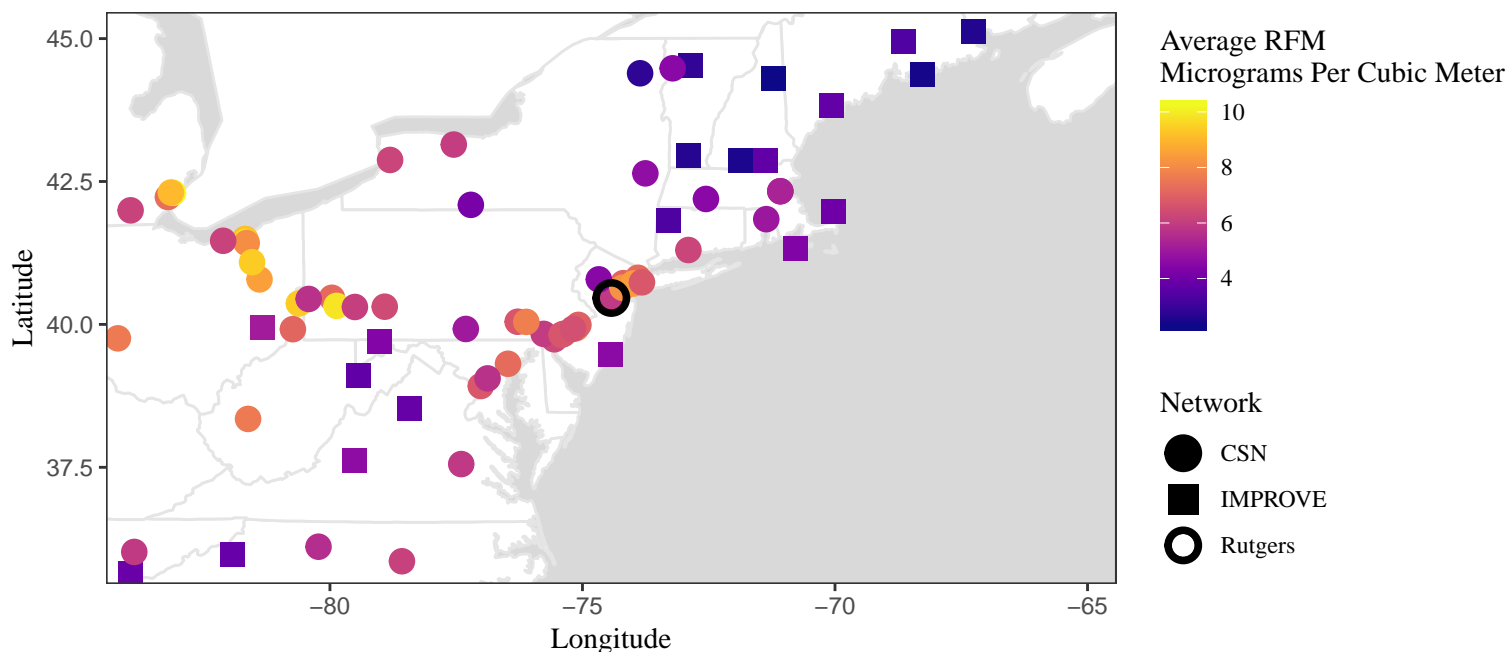 45.0
42.5
40.0
37.5
Latitude
−80
−75
−70
−65
Longitude
Average RFM
Micrograms Per Cubic Meter
10
8
6
4
Network
CSN
IMPROVE
Rutgers